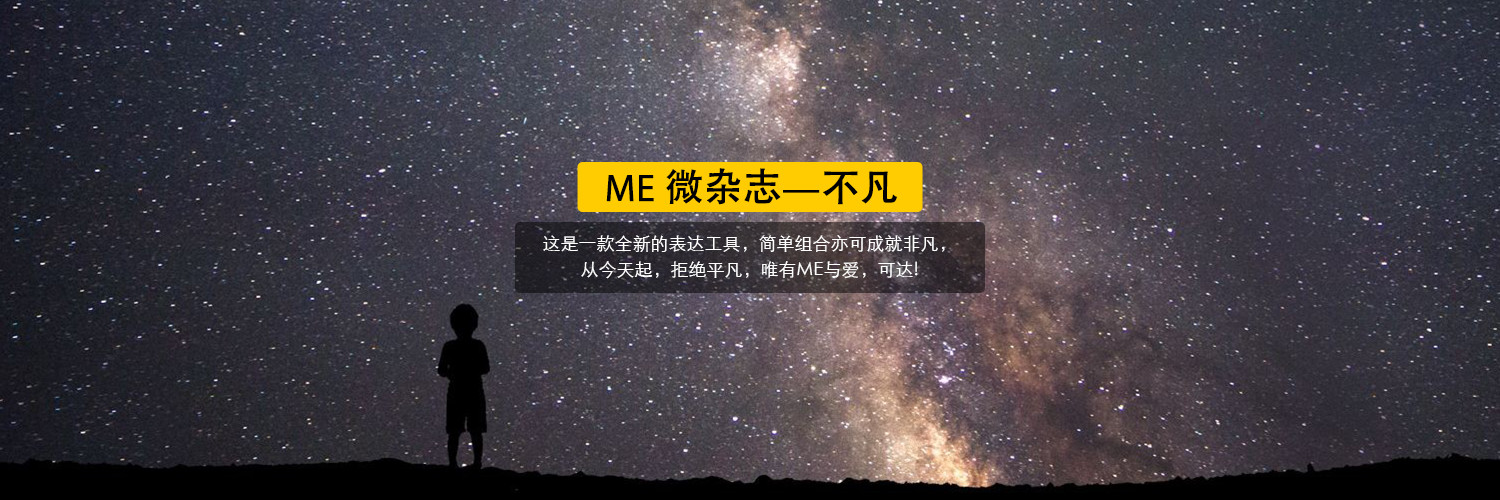 ME 微杂志—不凡
这是一款全新的表达工具，简单组合亦可成就非凡，
从今天起，拒绝平凡，唯有ME与爱，可达!